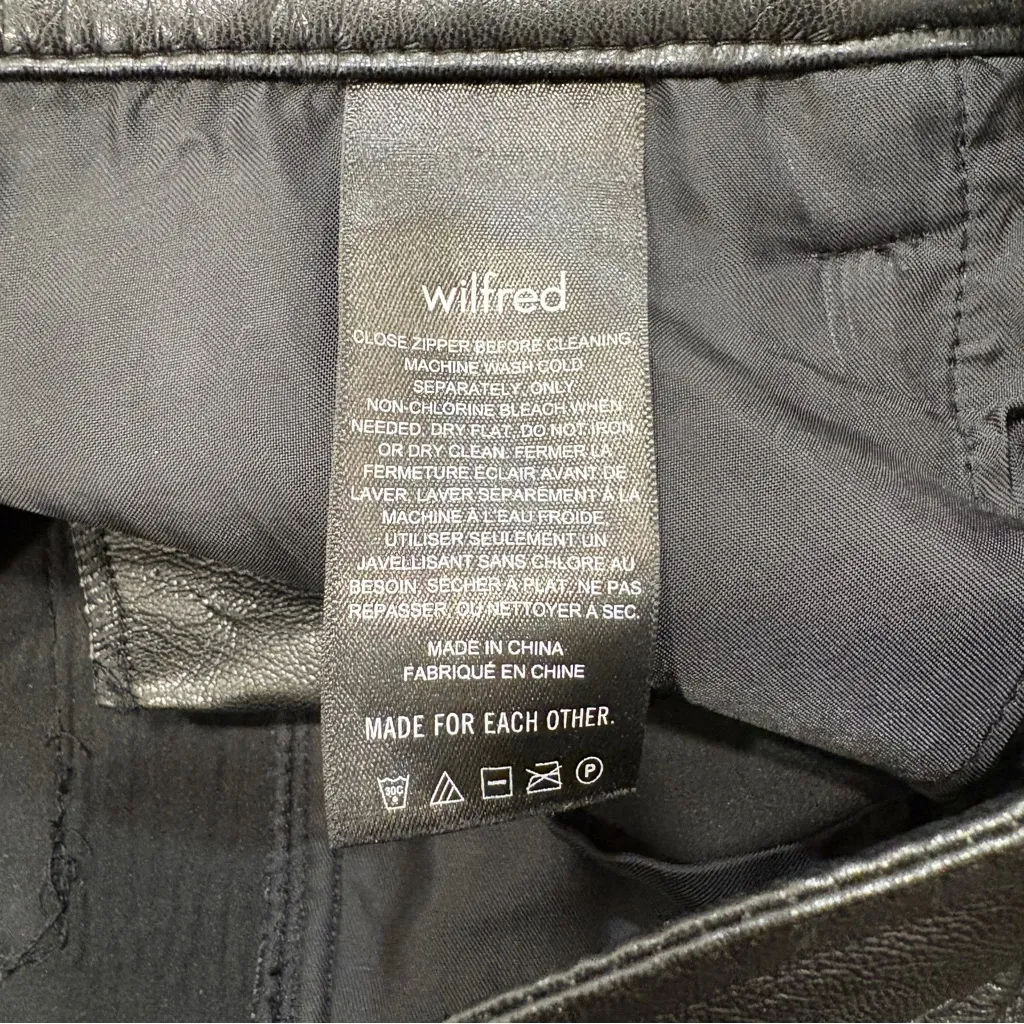 wilfred
CLOSE ZIPPER BEFORE CLEANING.
MACHINE WASH COLD
SEPARATELY. ONLY
NON-CHLORINE BLEACH WHEN
NEEDED. DRY FLAT. DO NOT IRON
OR DRY CLEAN. FERMER LA
FERMETURE ÉCLAIR AVANT DE
LAVER. LAVER SÉPARÉMENT À LA
MACHINE À L'EAU FROIDE.
UTILISER SEULEMENT UN
JAVELLISANT SANS CHLORE AU
BESOIN. SÉCHER À PLAT. NE PAS
REPASSER OU NETTOYER À SEC.
MADE IN CHINA
FABRIQUÉ EN CHINE
MADE FOR EACH OTHER.
30C P